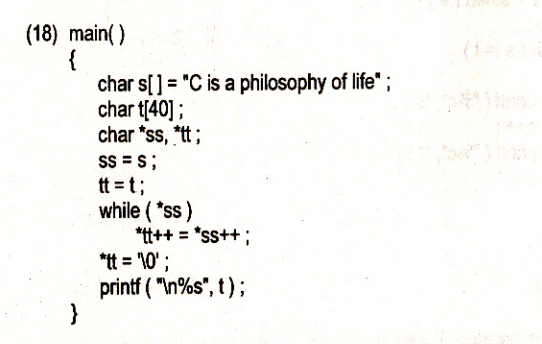 (18) main( )
{
char s[ ] = "C is a philosophy of life" ;
char t[40] ;
char *ss, *tt ;
ss = s ;
tt = t ;
while ( *ss )
*tt++ = *ss++ ;
*tt = '\0' ;
printf ( "\n%s", t ) ;
}